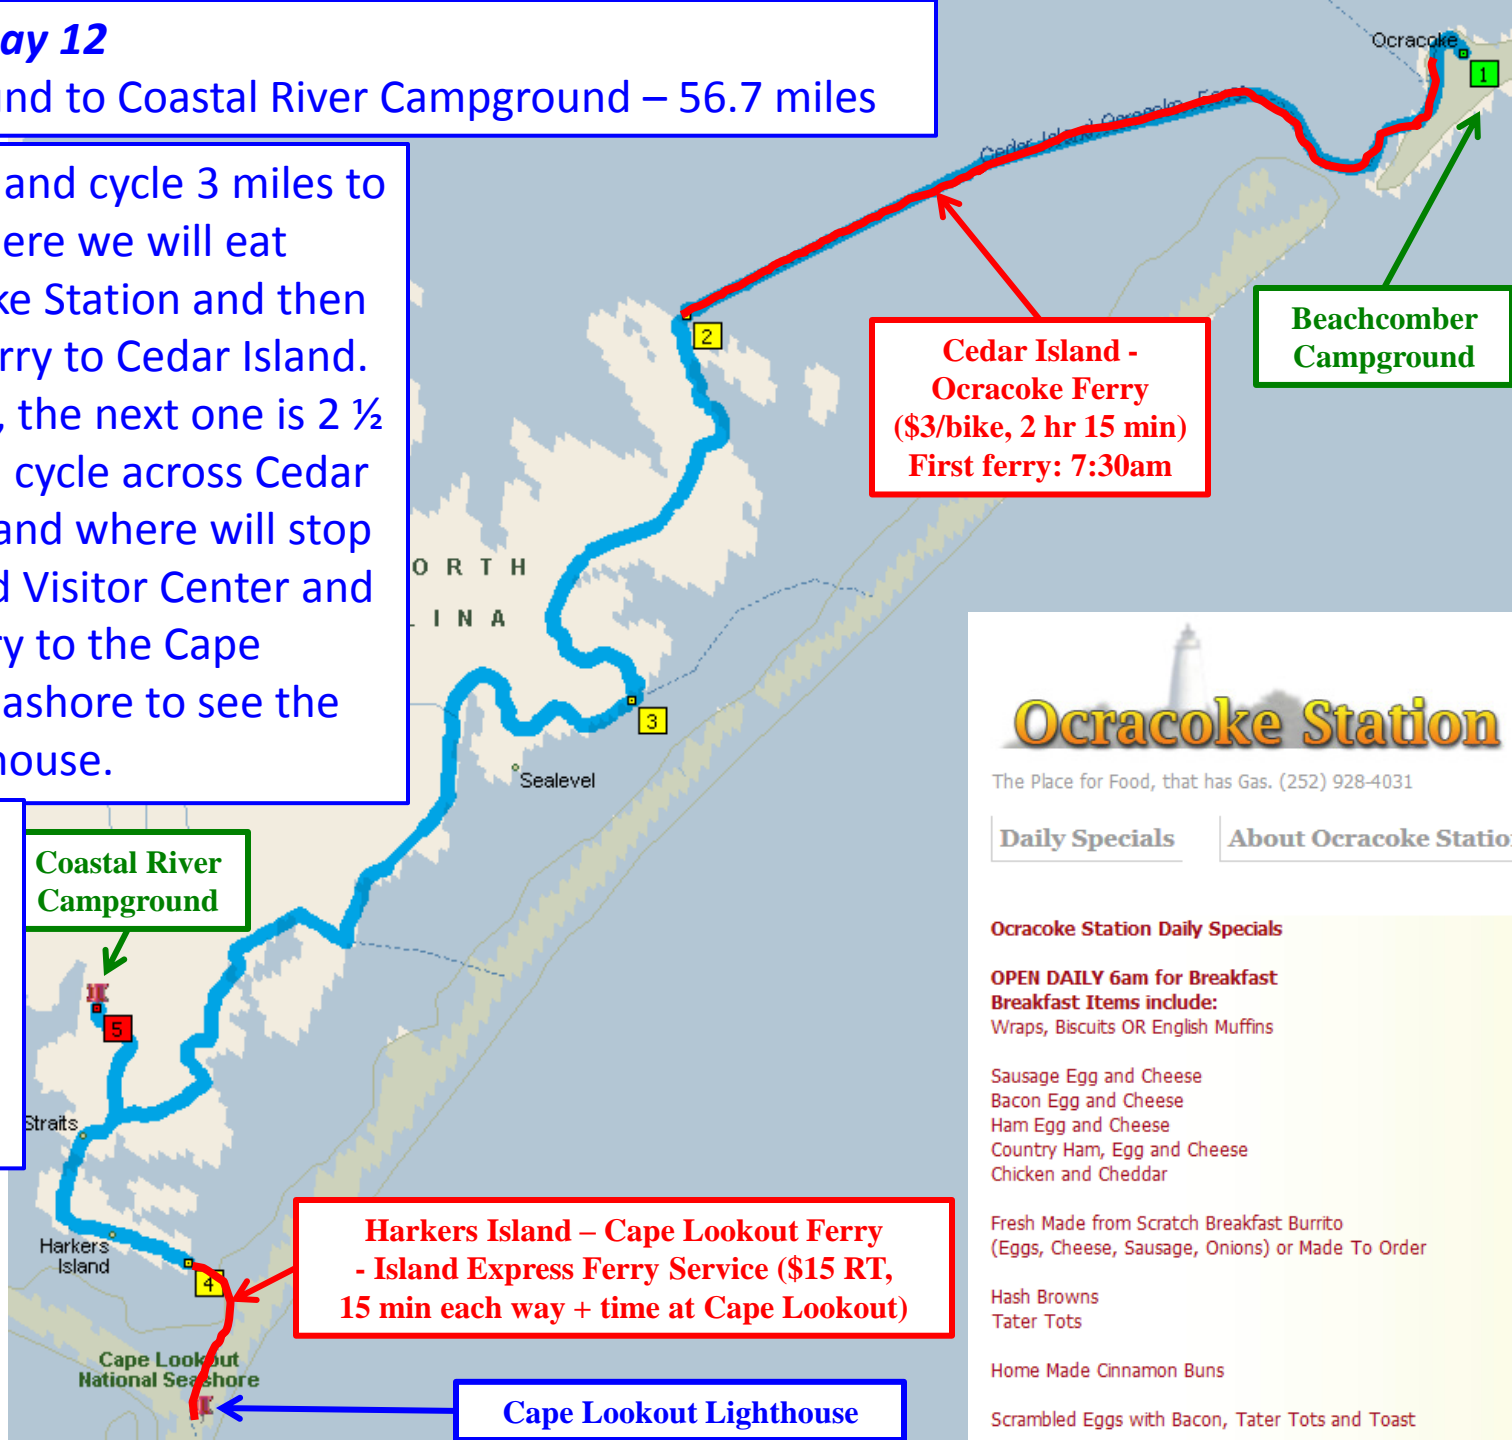 ay 12
und to Coastal River Campground – 56.7 miles
and cycle 3 miles to
ere we will eat
ke Station and then
rry to Cedar Island.
, the next one is 2 ½
cycle across Cedar
and where will stop
d Visitor Center and
ry to the Cape
ashore to see the
house.
Ocracoke
1
Cedar Island Ocracoke Ferry
Beachcomber
Campground
2
Cedar Island -
Ocracoke Ferry
($3/bike, 2 hr 15 min)
First ferry: 7:30am
O R T H
L I N A
3
Sealevel
Coastal River
Campground
5
Straits
Harkers
Island
4
Harkers Island – Cape Lookout Ferry
- Island Express Ferry Service ($15 RT,
15 min each way + time at Cape Lookout)
Cape Lookout
National Seashore
Cape Lookout Lighthouse
Ocracoke Station
The Place for Food, that has Gas. (252) 928-4031
Daily Specials
About Ocracoke Station
Ocracoke Station Daily Specials
OPEN DAILY 6am for Breakfast
Breakfast Items include:
Wraps, Biscuits OR English Muffins
Sausage Egg and Cheese
Bacon Egg and Cheese
Ham Egg and Cheese
Country Ham, Egg and Cheese
Chicken and Cheddar
Fresh Made from Scratch Breakfast Burrito
(Eggs, Cheese, Sausage, Onions) or Made To Order
Hash Browns
Tater Tots
Home Made Cinnamon Buns
Scrambled Eggs with Bacon, Tater Tots and Toast